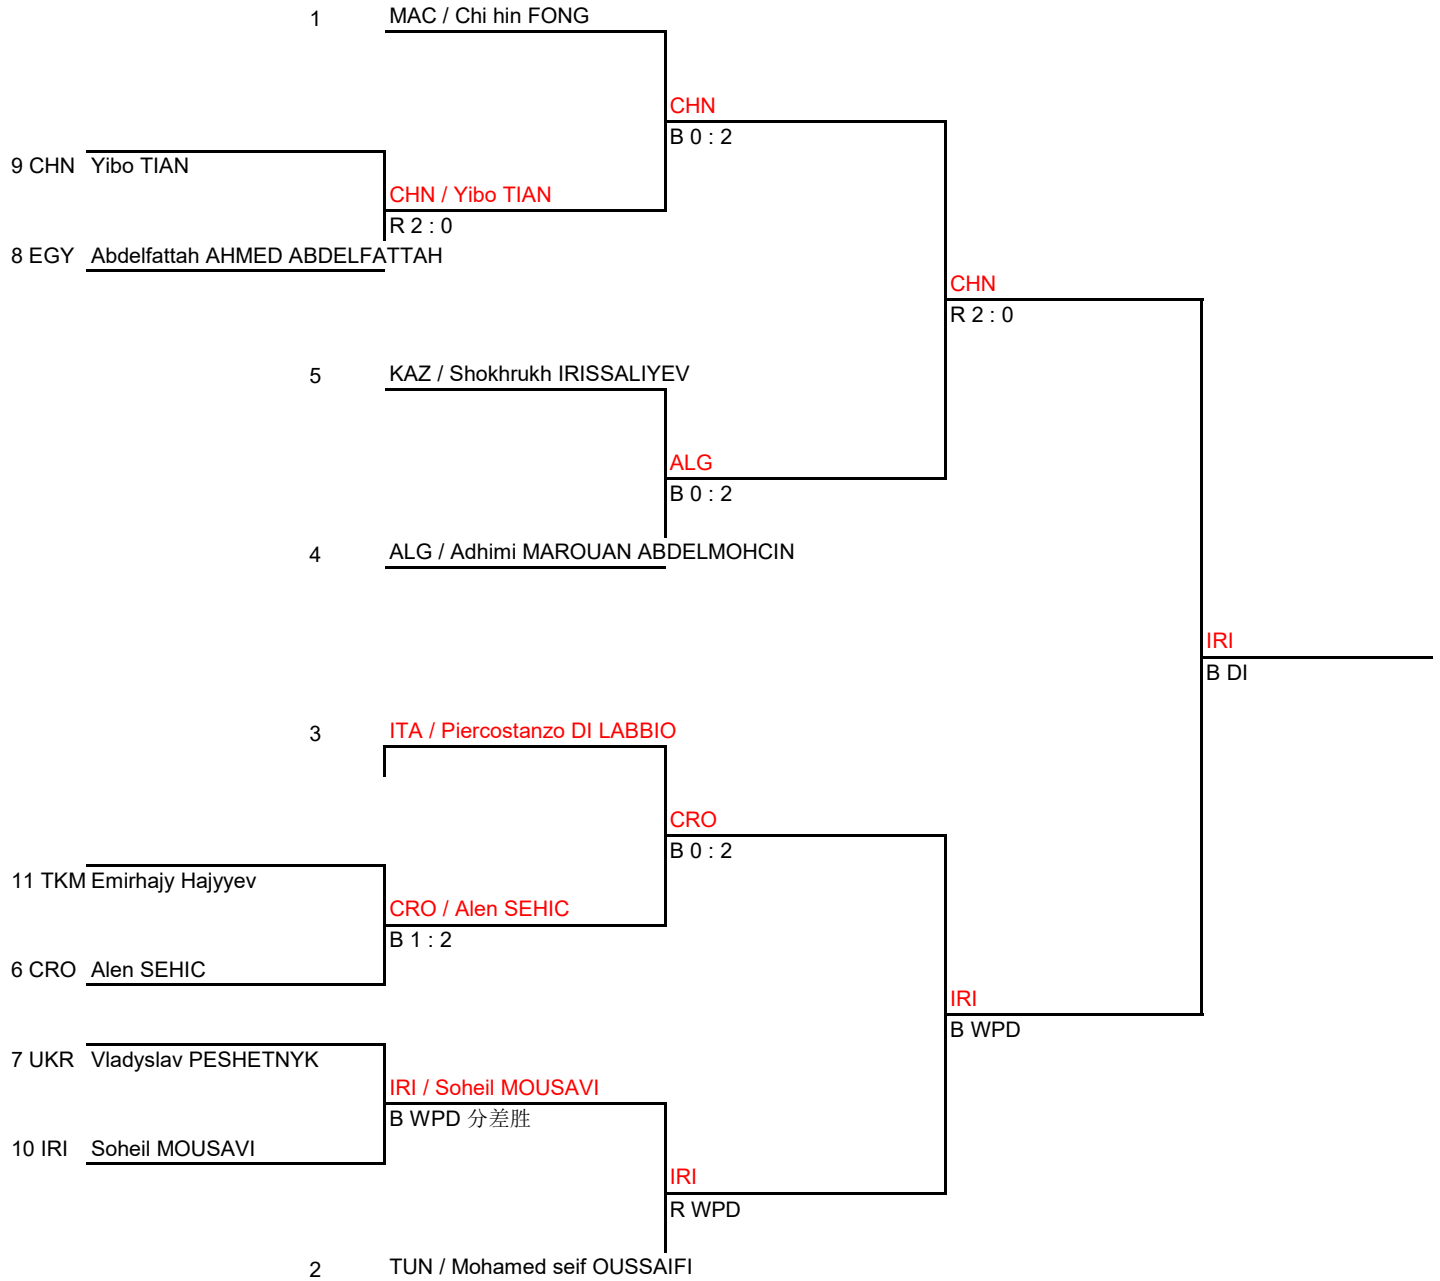 1 MAC / Chi hin FONG
CHN
B 0 : 2
9 CHN Yibo TIAN
CHN / Yibo TIAN
R 2 : 0
8 EGY Abdelfattah AHMED ABDELFATTAH
CHN
R 2 : 0
5 KAZ / Shokhrukh IRISSALIYEV
ALG
B 0 : 2
4 ALG / Adhimi MAROUAN ABDELMOHCIN
IRI
B DI
3 ITA / Piercostanzo DI LABBIO
CRO
B 0 : 2
11 TKM Emirhajy Hajyyev
CRO / Alen SEHIC
B 1 : 2
6 CRO Alen SEHIC
IRI
B WPD
7 UKR Vladyslav PESHETNYK
IRI / Soheil MOUSAVI
B WPD 分差胜
10 IRI Soheil MOUSAVI
IRI
R WPD
2 TUN / Mohamed seif OUSSAIFI